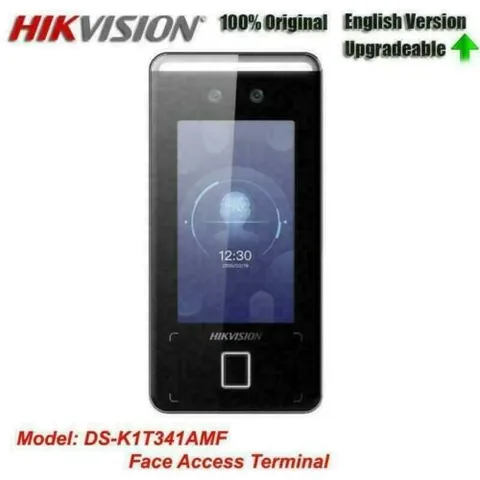 HIKVISION 100% Original English Version
Upgradeable
12:30
HIKVISION
Model: DS-K1T341AMF
Face Access Terminal